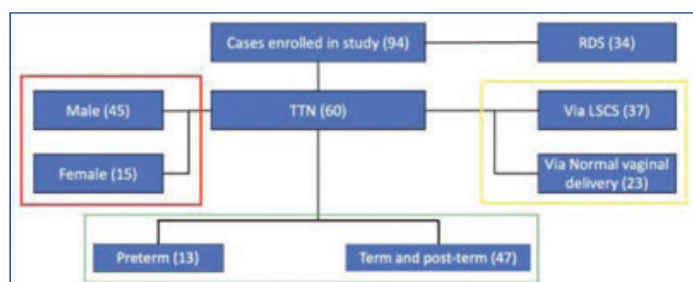 Cases enrolled in study (94)
RDS (34)
Male (45)
TTN (60)
Via LSCS (37)
Female (15)
Via Normal vaginal
delivery (23)
Preterm (13)
Term and post-term (47)